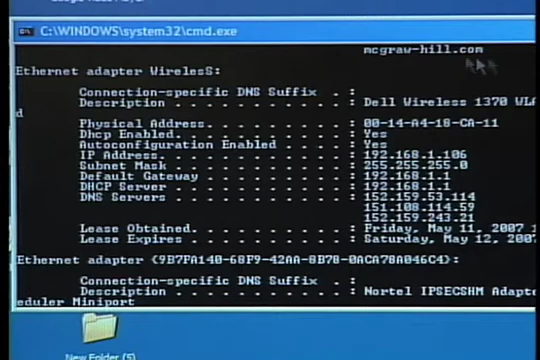 C:\WINDOWS\system32\cmd.exe
mcgraw-hill.com
Ethernet adapter Wireless:
Connection-specific DNS Suffix . :
Description . . . . . . . . . . . : Dell Wireless 1370 WLA
d
Physical Address. . . . . . . . . : 00-14-A4-18-CA-11
Dhcp Enabled. . . . . . . . . . . : Yes
Autoconfiguration Enabled . . . . : Yes
IP Address. . . . . . . . . . . . : 192.168.1.106
Subnet Mask . . . . . . . . . . . : 255.255.255.0
Default Gateway . . . . . . . . . : 192.168.1.1
DHCP Server . . . . . . . . . . . : 192.168.1.1
DNS Servers . . . . . . . . . . . : 152.159.53.114
151.108.114.59
152.159.243.21
Lease Obtained. . . . . . . . . . : Friday, May 11, 2007
Lease Expires . . . . . . . . . . : Saturday, May 12, 200
Ethernet adapter {9B7FA140-68F9-42AA-8B78-0ACA78A046C4}:
Connection-specific DNS Suffix . :
Description . . . . . . . . . . . : Nortel IPSECSHM Adapte
eduler Miniport
New Folder (5)